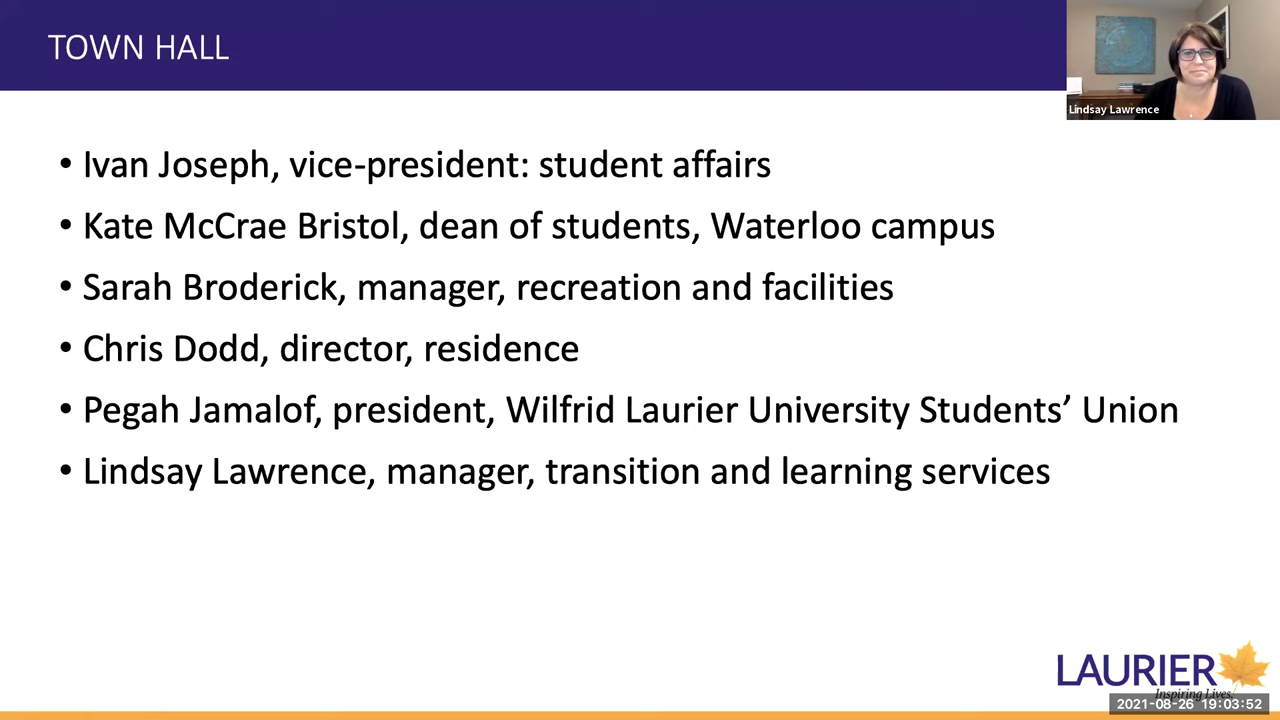 TOWN HALL
Lindsay Lawrence
• Ivan Joseph, vice-president: student affairs
• Kate McCrae Bristol, dean of students, Waterloo campus
• Sarah Broderick, manager, recreation and facilities
• Chris Dodd, director, residence
• Pegah Jamalof, president, Wilfrid Laurier University Students’ Union
• Lindsay Lawrence, manager, transition and learning services
LAURIER
Inspiring Lives.
2021-08-26 19:03:52